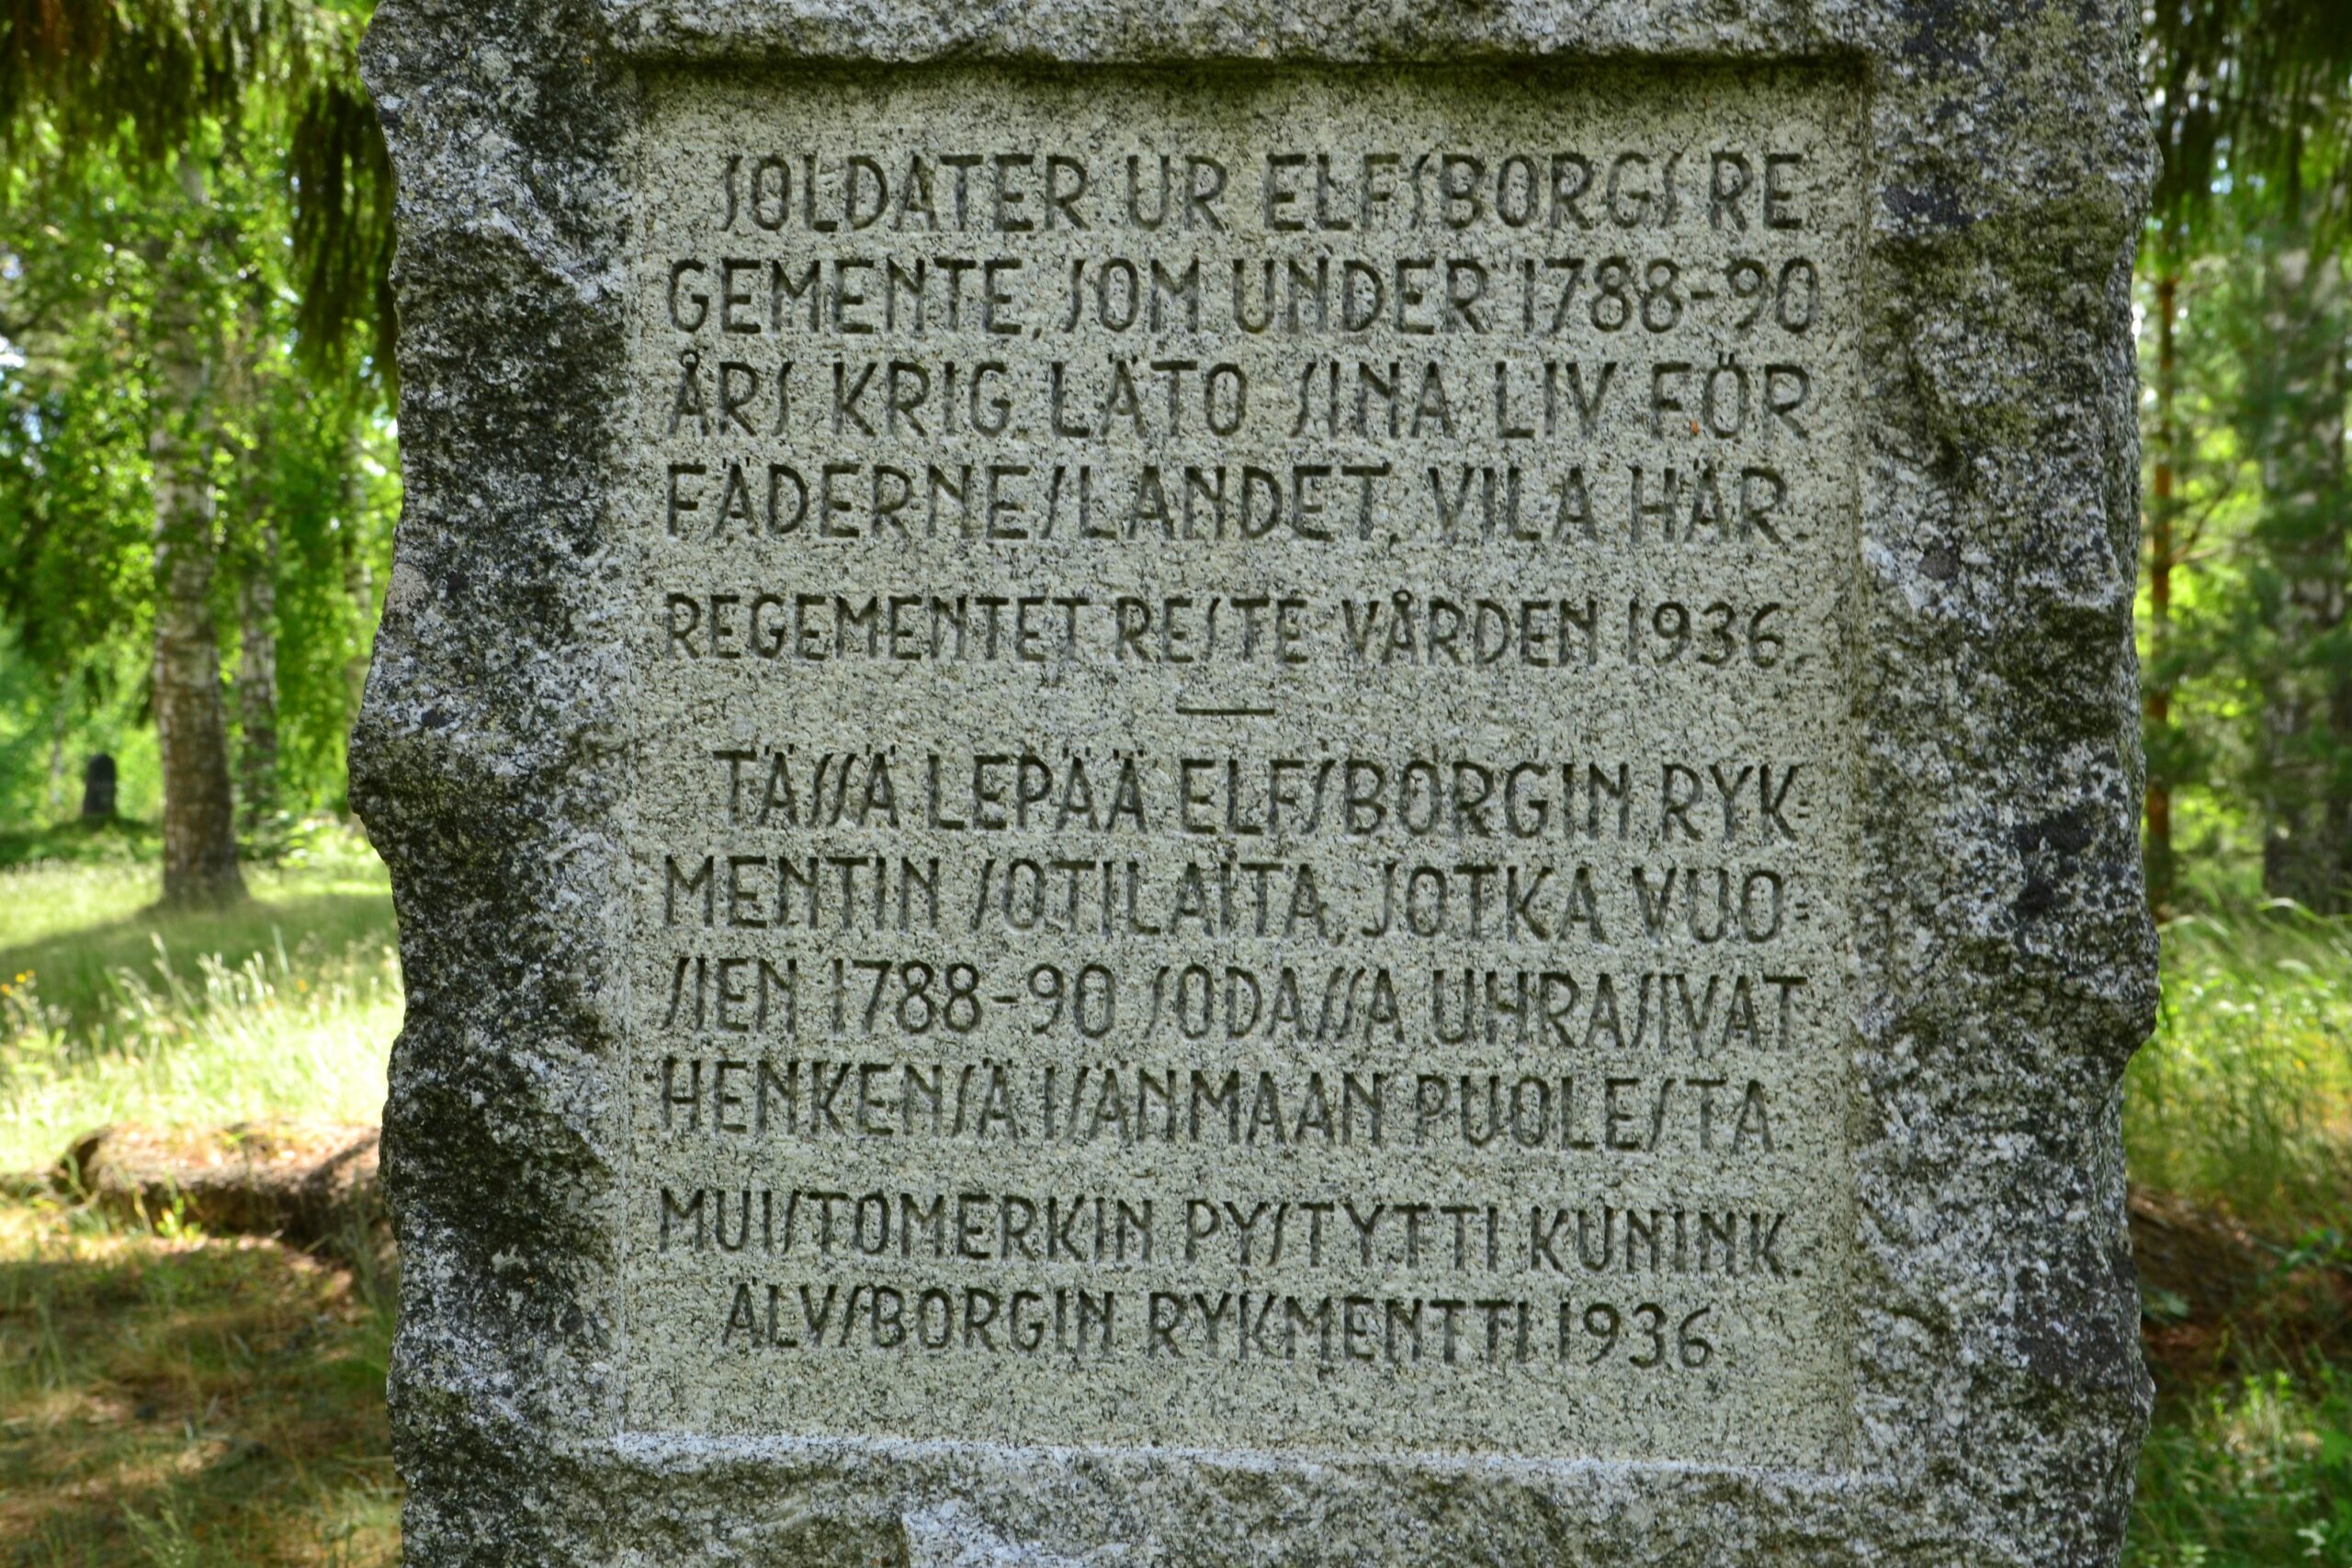 SOLDATER UR ELFSBORGS RE
GEMENTE, SOM UNDER 1788-90
ÅRS KRIG LÄTO SINA LIV FÖR
FÄDERNESLANDET, VILA HÄR.
REGEMENTET RESTE VÅRDEN 1936.
TÄSSÄ LEPÄÄ ELFSBORGIN RYK=
MENTIN SOTILAITA, JOTKA VUO=
SIEN 1788-90 SODASSA UHRASIVAT
HENKENSÄ ISÄNMAAN PUOLESTA.
MUISTOMERKIN PYSTYTTI KUNINK.
ÄLVSBORGIN RYKMENTTI 1936